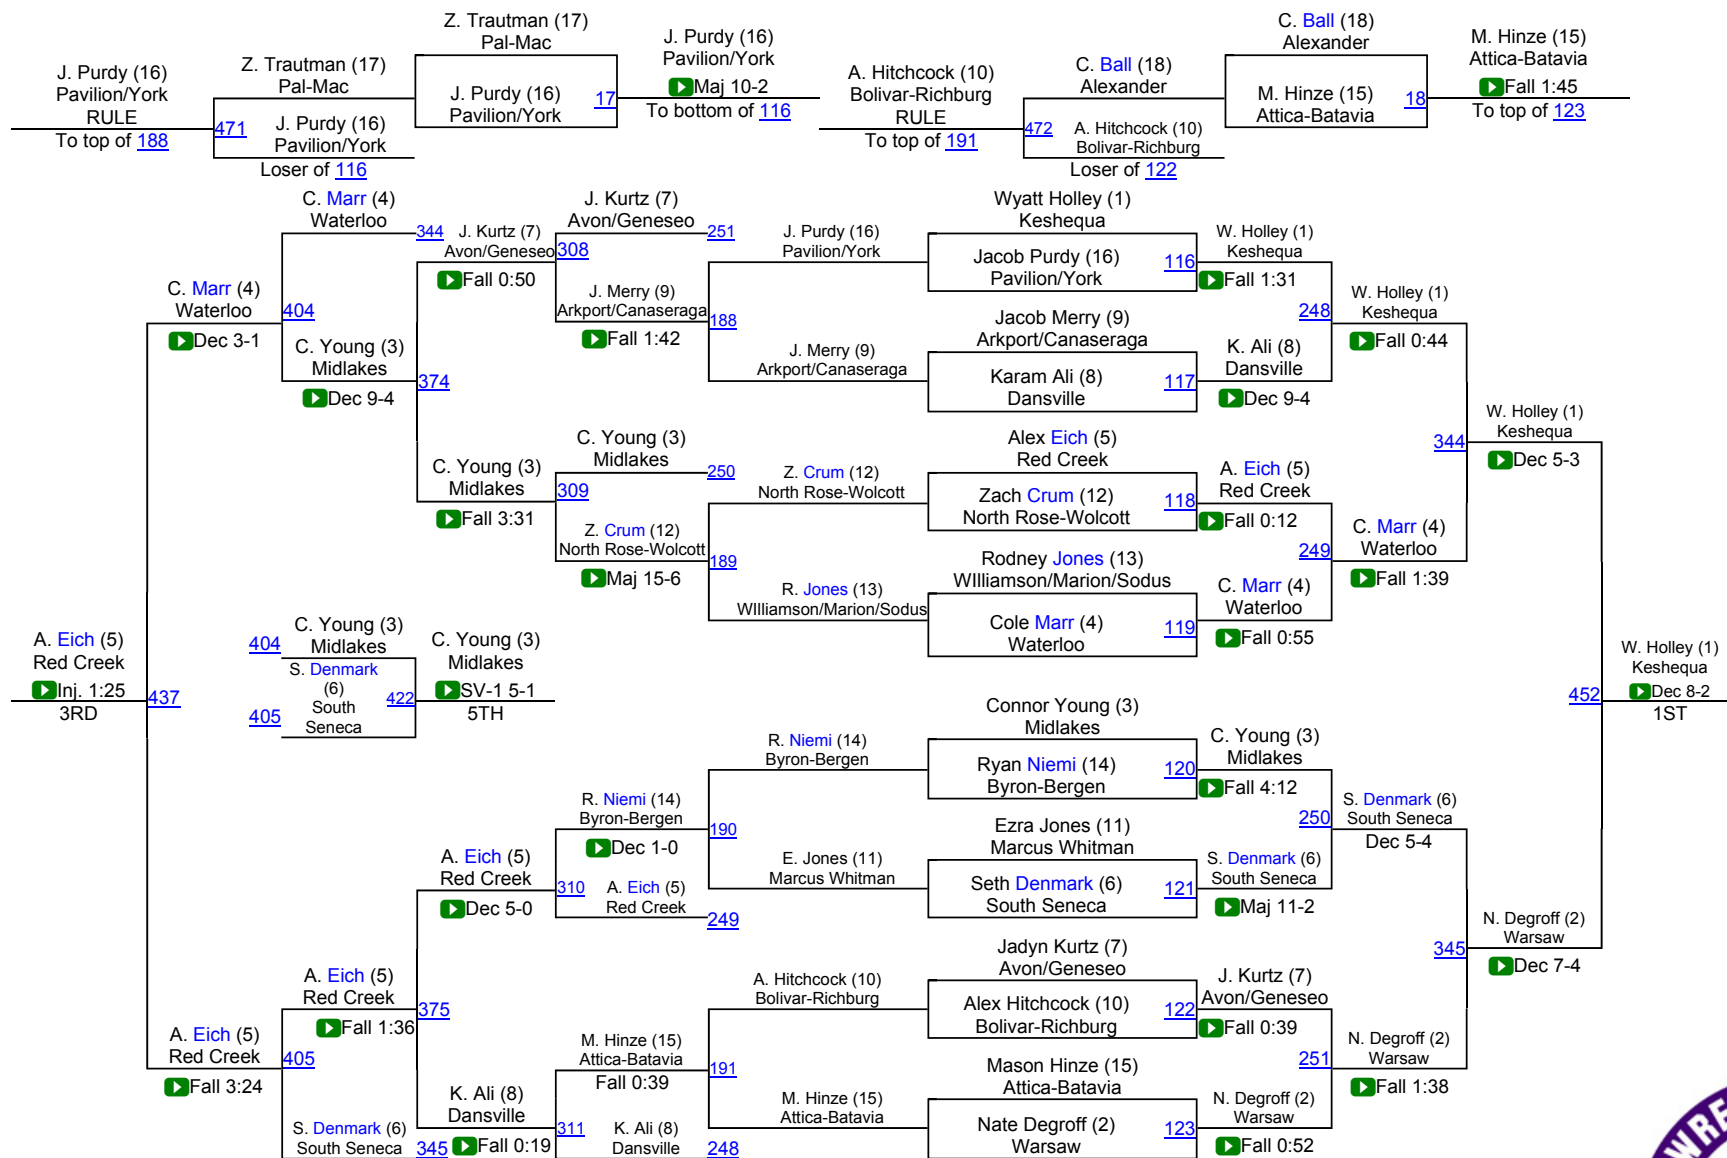 Z. Trautman (17)
Pal-Mac
J. Purdy (16)
Pavilion/York
Maj 10-2
To bottom of 116
J. Purdy (16)
Pavilion/York
RULE
To top of 188
Z. Trautman (17)
Pal-Mac
471
J. Purdy (16)
Pavilion/York
Loser of 116
J. Purdy (16)
Pavilion/York
17
C. Ball (18)
Alexander
M. Hinze (15)
Attica-Batavia
Fall 1:45
To top of 123
A. Hitchcock (10)
Bolivar-Richburg
RULE
To top of 191
C. Ball (18)
Alexander
472
A. Hitchcock (10)
Bolivar-Richburg
Loser of 122
M. Hinze (15)
Attica-Batavia
18
C. Marr (4)
Waterloo
344
J. Kurtz (7)
Avon/Geneseo
Fall 0:50
J. Kurtz (7)
Avon/Geneseo
251
308
J. Merry (9)
Arkport/Canaseraga
Fall 1:42
J. Purdy (16)
Pavilion/York
188
J. Merry (9)
Arkport/Canaseraga
Wyatt Holley (1)
Keshequa
Jacob Purdy (16)
Pavilion/York
116
W. Holley (1)
Keshequa
Fall 1:31
Jacob Merry (9)
Arkport/Canaseraga
Karam Ali (8)
Dansville
117
K. Ali (8)
Dansville
Dec 9-4
248
W. Holley (1)
Keshequa
Fall 0:44
C. Marr (4)
Waterloo
Dec 3-1
404
C. Young (3)
Midlakes
Dec 9-4
374
C. Young (3)
Midlakes
Fall 3:31
C. Young (3)
Midlakes
250
309
Z. Crum (12)
North Rose-Wolcott
Maj 15-6
Z. Crum (12)
North Rose-Wolcott
189
R. Jones (13)
WIlliamson/Marion/Sodus
Alex Eich (5)
Red Creek
Zach Crum (12)
North Rose-Wolcott
118
A. Eich (5)
Red Creek
Fall 0:12
Rodney Jones (13)
WIlliamson/Marion/Sodus
Cole Marr (4)
Waterloo
119
C. Marr (4)
Waterloo
Fall 0:55
249
C. Marr (4)
Waterloo
Fall 1:39
344
W. Holley (1)
Keshequa
Dec 5-3
A. Eich (5)
Red Creek
Inj. 1:25
3RD
437
404
C. Young (3)
Midlakes
S. Denmark
(6)
South
Seneca
405
422
C. Young (3)
Midlakes
SV-1 5-1
5TH
452
W. Holley (1)
Keshequa
Dec 8-2
1ST
R. Niemi (14)
Byron-Bergen
Connor Young (3)
Midlakes
Ryan Niemi (14)
Byron-Bergen
120
C. Young (3)
Midlakes
Fall 4:12
R. Niemi (14)
Byron-Bergen
Dec 1-0
190
E. Jones (11)
Marcus Whitman
Ezra Jones (11)
Marcus Whitman
Seth Denmark (6)
South Seneca
121
S. Denmark (6)
South Seneca
Maj 11-2
250
S. Denmark (6)
South Seneca
Dec 5-4
A. Eich (5)
Red Creek
Dec 5-0
310
A. Eich (5)
Red Creek
249
345
N. Degroff (2)
Warsaw
Dec 7-4
A. Eich (5)
Red Creek
Fall 1:36
375
A. Hitchcock (10)
Bolivar-Richburg
Jadyn Kurtz (7)
Avon/Geneseo
Alex Hitchcock (10)
Bolivar-Richburg
122
J. Kurtz (7)
Avon/Geneseo
Fall 0:39
A. Eich (5)
Red Creek
Fall 3:24
405
M. Hinze (15)
Attica-Batavia
Fall 0:39
191
M. Hinze (15)
Attica-Batavia
Mason Hinze (15)
Attica-Batavia
Nate Degroff (2)
Warsaw
123
N. Degroff (2)
Warsaw
Fall 0:52
251
N. Degroff (2)
Warsaw
Fall 1:38
K. Ali (8)
Dansville
Fall 0:19
311
K. Ali (8)
Dansville
248
S. Denmark (6)
South Seneca
345
WRE